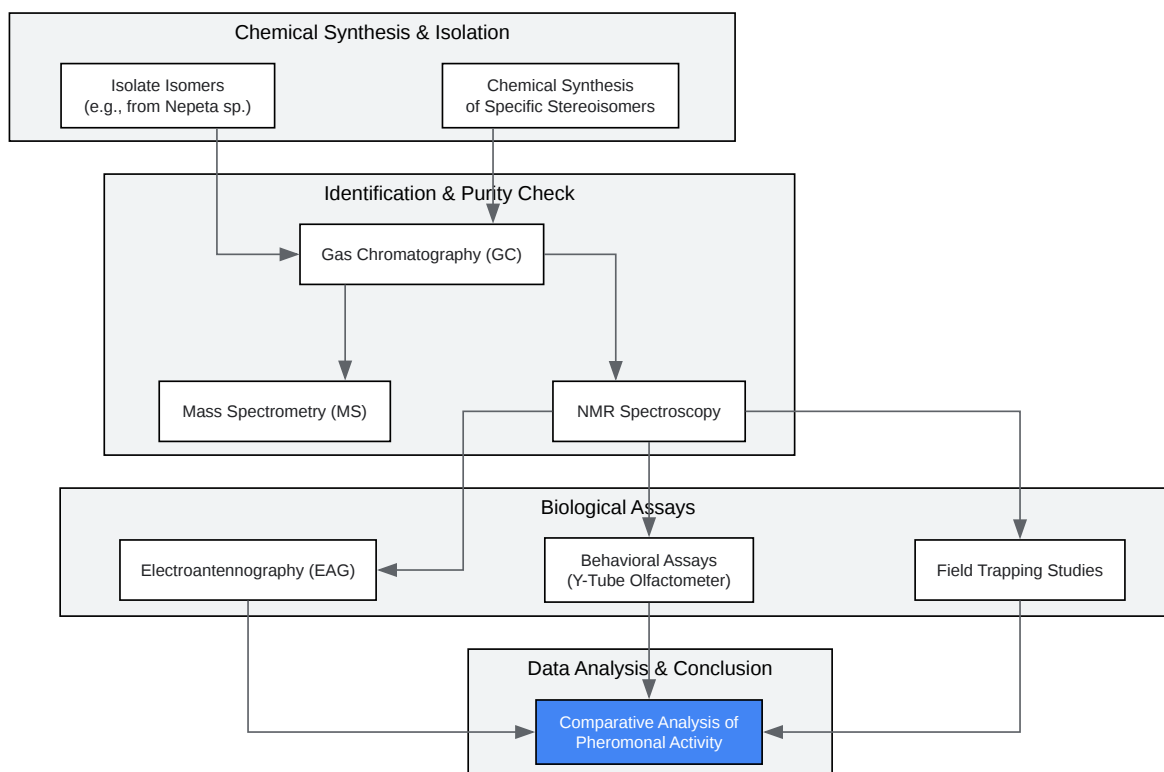 Chemical Synthesis & Isolation
Isolate Isomers
(e.g., from Nepeta sp.)
Chemical Synthesis
of Specific Stereoisomers
Identification & Purity Check
Gas Chromatography (GC)
Mass Spectrometry (MS)
NMR Spectroscopy
Biological Assays
Electroantennography (EAG)
Behavioral Assays
(Y-Tube Olfactometer)
Field Trapping Studies
Data Analysis & Conclusion
Comparative Analysis of
Pheromonal Activity